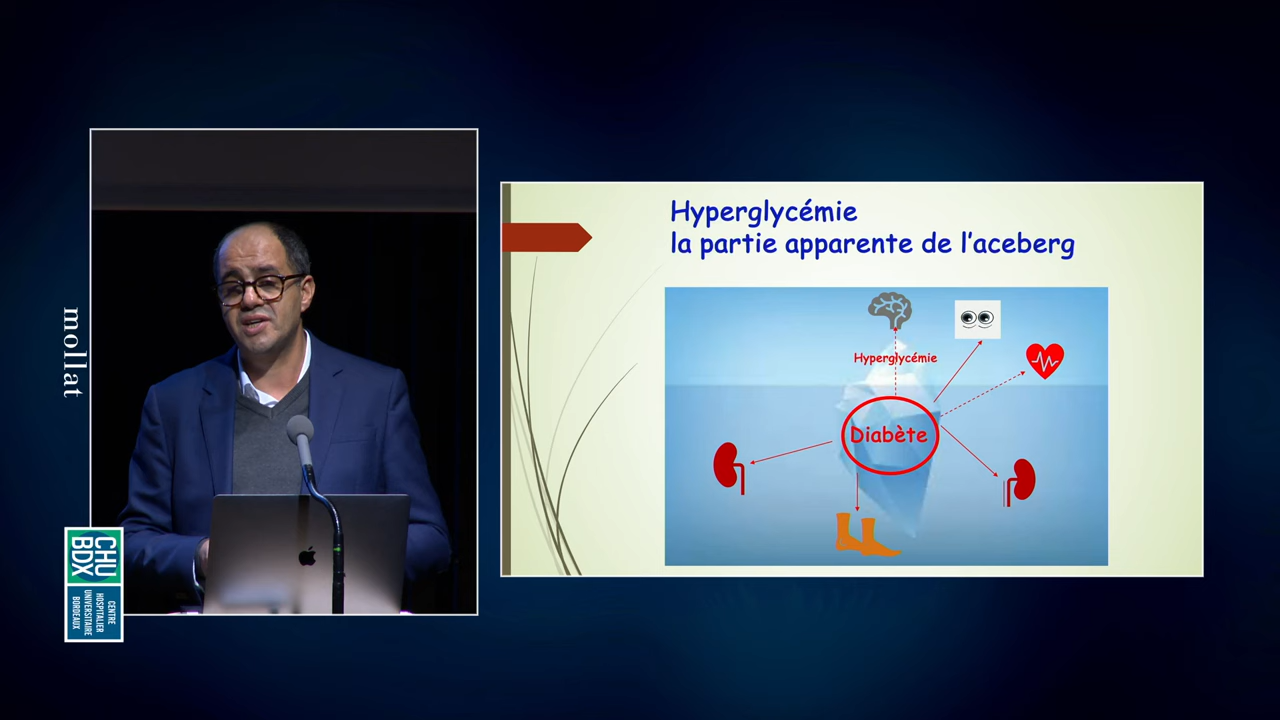 Hyperglycémie
la partie apparente de l'aceberg
Hyperglycémie
Diabète
mollat
CHU
BDX
CENTRE
HOSPITALIER
UNIVERSITAIRE
BORDEAUX